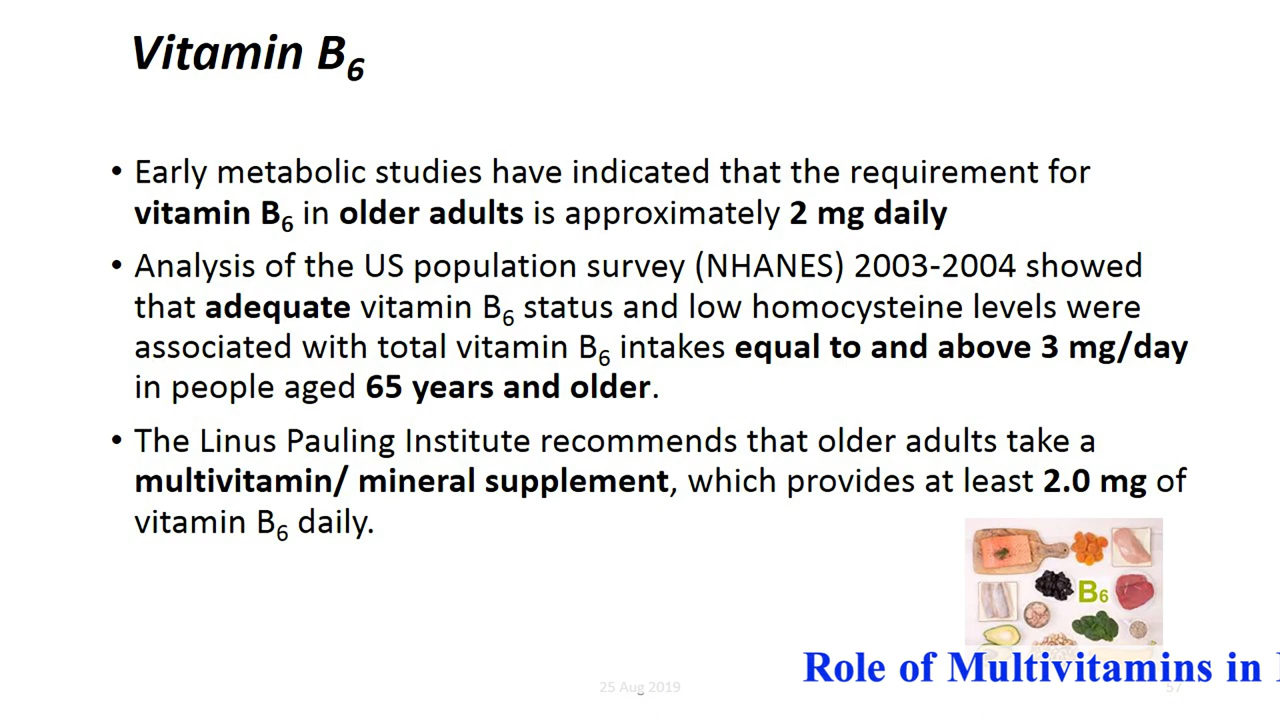 Vitamin B6
• Early metabolic studies have indicated that the requirement for
vitamin B6 in older adults is approximately 2 mg daily
• Analysis of the US population survey (NHANES) 2003-2004 showed
that adequate vitamin B6 status and low homocysteine levels were
associated with total vitamin B6 intakes equal to and above 3 mg/day
in people aged 65 years and older.
• The Linus Pauling Institute recommends that older adults take a
multivitamin/ mineral supplement, which provides at least 2.0 mg of
vitamin B6 daily.
B6
Role of Multivitamins in
25 Aug 2019
57